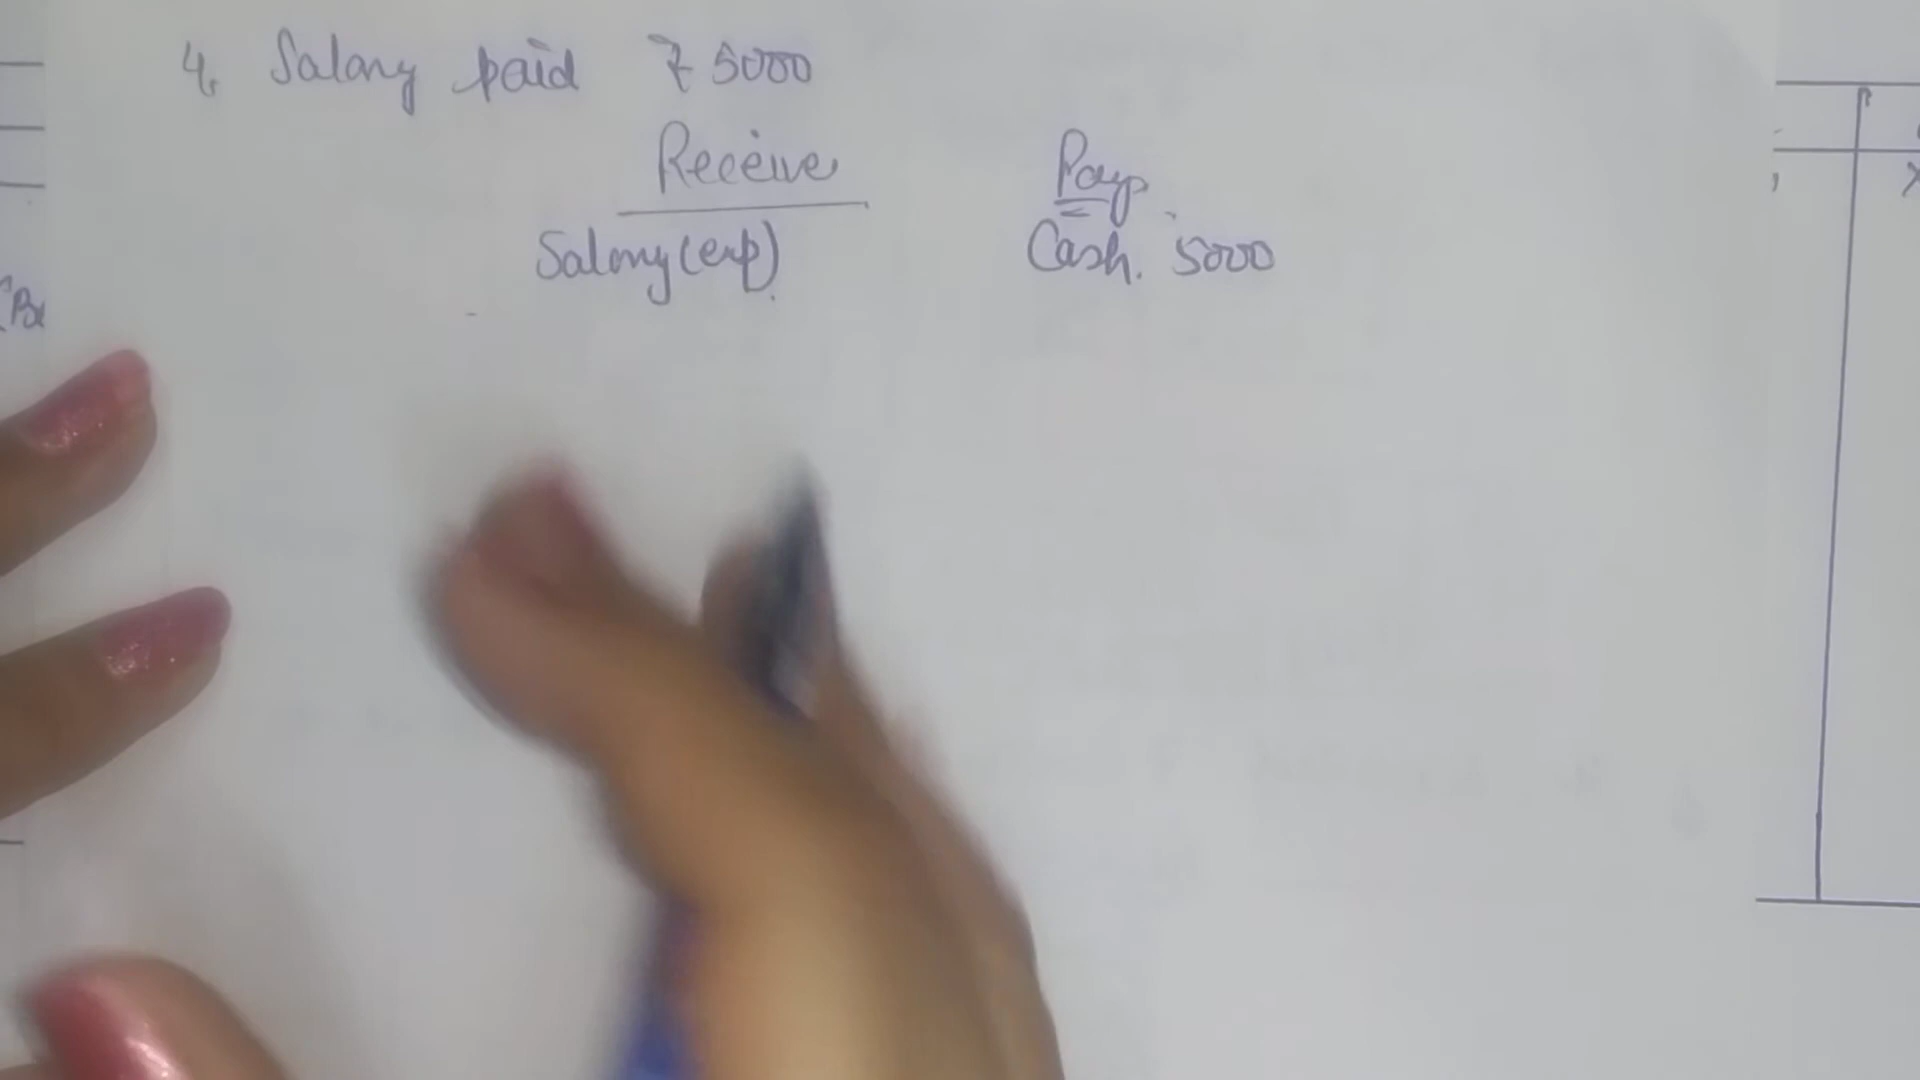 4. Salary paid ₹ 5000
Receive Pay
Salary (exp) Cash. 5000